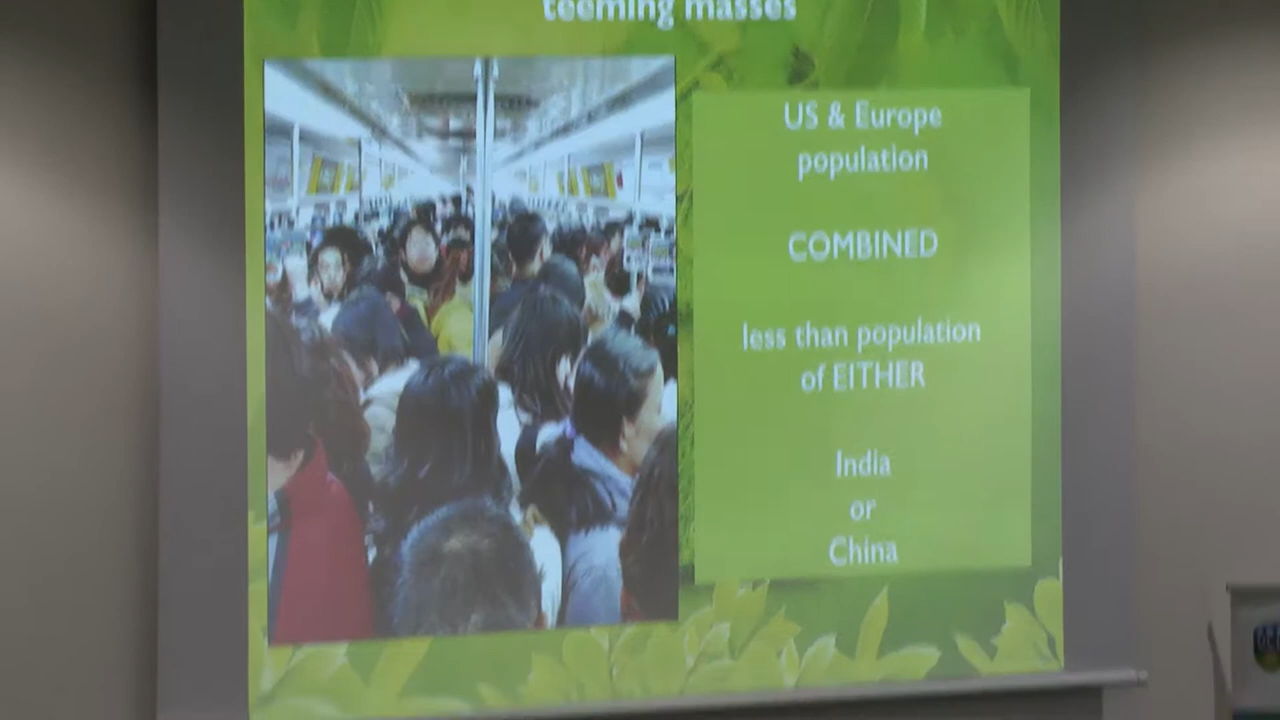 teeming masses
US & Europe
population
COMBINED
less than population
of EITHER
India
or
China